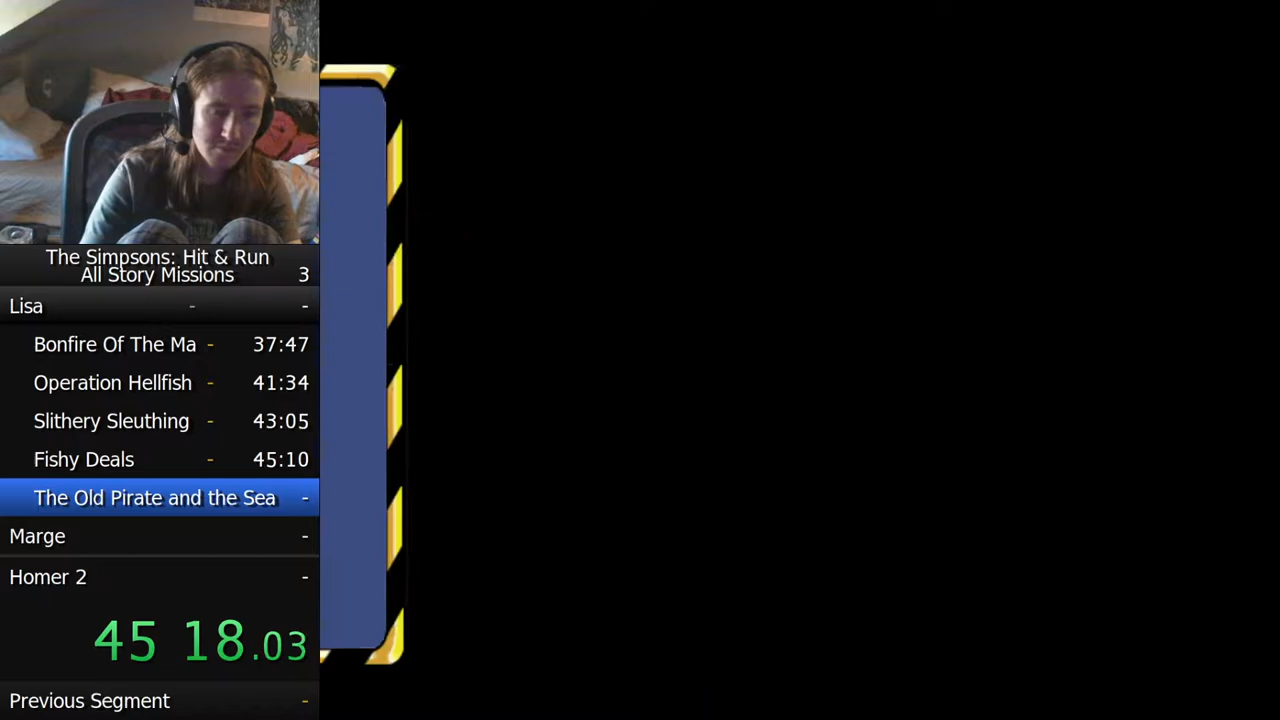 The Simpsons: Hit & Run
All Story Missions 3
Lisa - -
Bonfire Of The Ma - 37:47
Operation Hellfish - 41:34
Slithery Sleuthing - 43:05
Fishy Deals - 45:10
The Old Pirate and the Sea -
Marge -
Homer 2 -
45 18.03
Previous Segment -